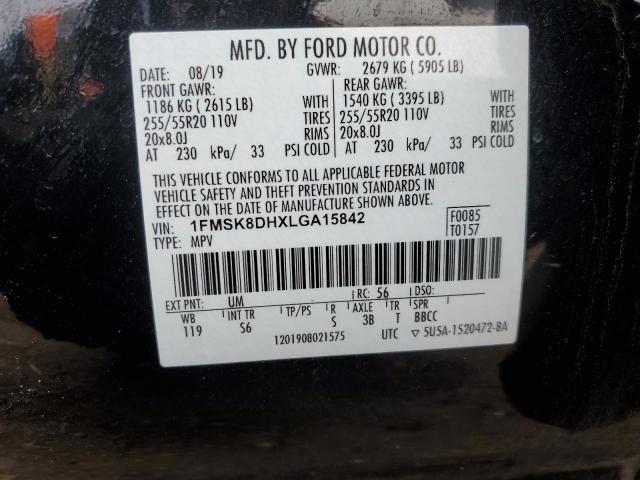 MFD. BY FORD MOTOR CO.
DATE: 08/19 GVWR: 2679 KG (5905 LB)
FRONT GAWR: REAR GAWR:
1186 KG (2615 LB) WITH 1540 KG (3395 LB) WITH
255/55R20 110V TIRES 255/55R20 110V TIRES
20x8.0J RIMS 20x8.0J RIMS
AT 230 kPa/ 33 PSI COLD AT 230 kPa/ 33 PSI COLD
THIS VEHICLE CONFORMS TO ALL APPLICABLE FEDERAL MOTOR
VEHICLE SAFETY AND THEFT PREVENTION STANDARDS IN
EFFECT ON THE DATE OF MANUFACTURE SHOWN ABOVE.
VIN: 1FMSK8DHXLGA15842 F0085
TYPE: MPV T0157
EXT PNT: UM RC: 56 DSO:
WB INT TR TP/PS R AXLE TR SPR
119 S6 S 3B T BBCC
1201908021575 UTC ▽ 5U5A-1520472-BA